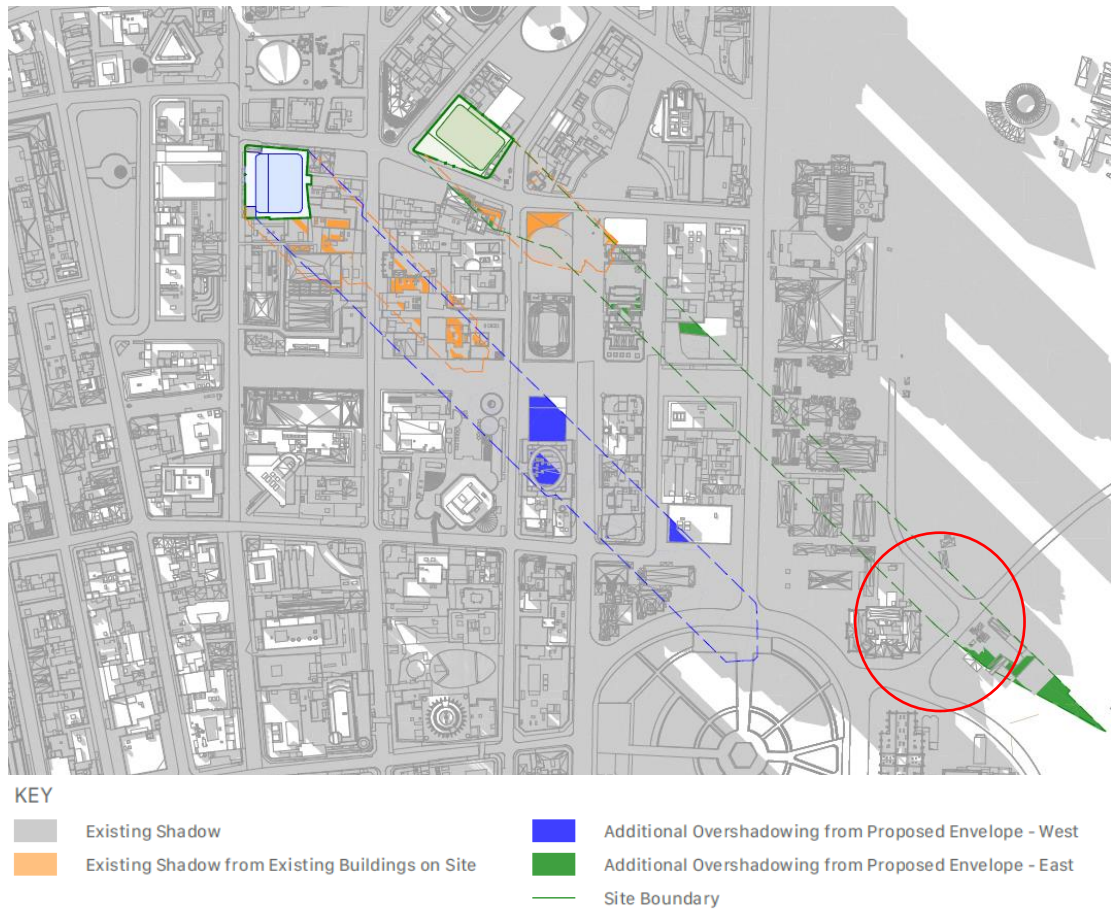 KEY
Existing Shadow
Additional Overshadowing from Proposed Envelope - West
Existing Shadow from Existing Buildings on Site
Additional Overshadowing from Proposed Envelope - East
Site Boundary